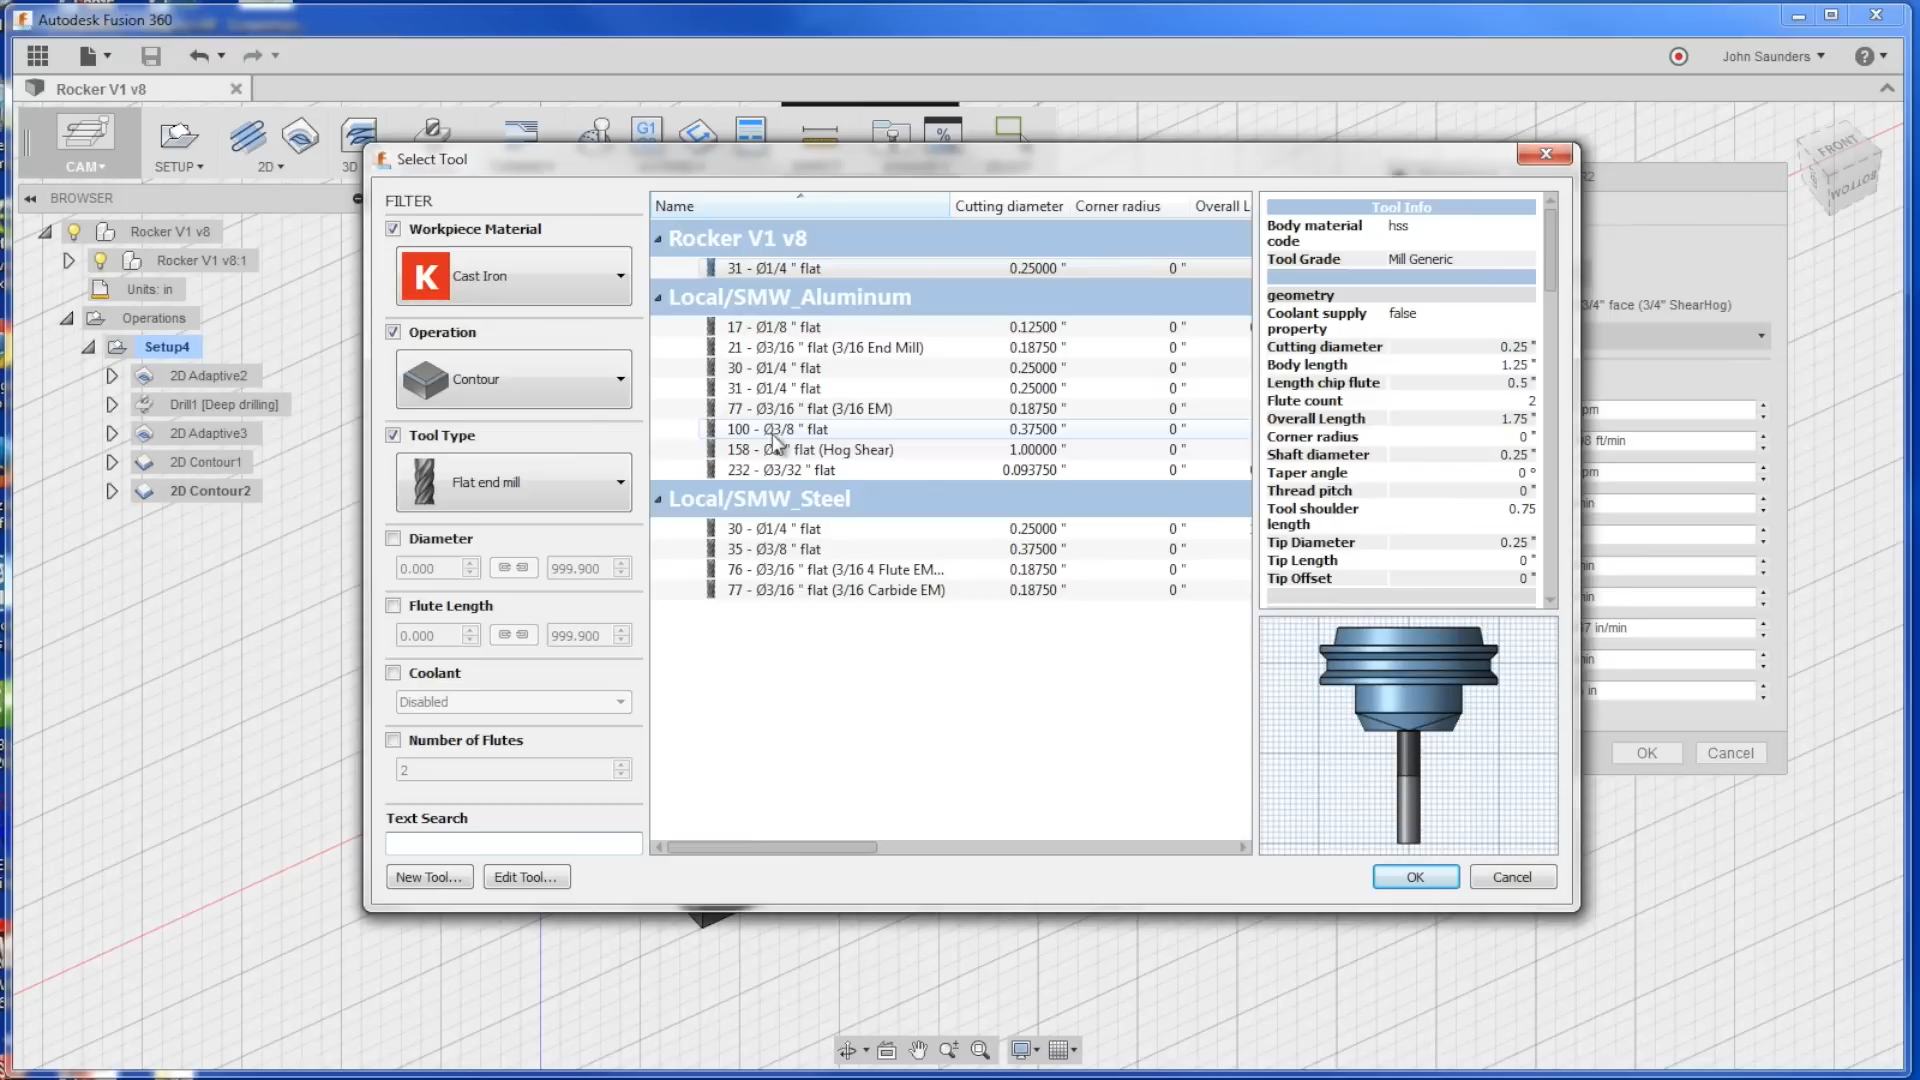 Autodesk Fusion 360
John Saunders
Rocker V1 v8
CAM
SETUP
2D
3D
G1
%
BROWSER
Rocker V1 v8
Rocker V1 v8:1
Units: in
Operations
Setup4
2D Adaptive2
Drill1 [Deep drilling]
2D Adaptive3
2D Contour1
2D Contour2
Select Tool
FILTER
Workpiece Material
K Cast Iron
Operation
Contour
Tool Type
Flat end mill
Diameter
0.000 999.900
Flute Length
0.000 999.900
Coolant
Disabled
Number of Flutes
2
Text Search
New Tool...
Edit Tool...
Name Cutting diameter Corner radius Overall L
Rocker V1 v8
31 - Ø1/4 " flat 0.25000 " 0 "
Local/SMW_Aluminum
17 - Ø1/8 " flat 0.12500 " 0 "
21 - Ø3/16 " flat (3/16 End Mill) 0.18750 " 0 "
30 - Ø1/4 " flat 0.25000 " 0 "
31 - Ø1/4 " flat 0.25000 " 0 "
77 - Ø3/16 " flat (3/16 EM) 0.18750 " 0 "
100 - Ø3/8 " flat 0.37500 " 0 "
158 - " flat (Hog Shear) 1.00000 " 0 "
232 - Ø3/32 " flat 0.093750 " 0 "
Local/SMW_Steel
30 - Ø1/4 " flat 0.25000 " 0 "
35 - Ø3/8 " flat 0.37500 " 0 "
76 - Ø3/16 " flat (3/16 4 Flute EM... 0.18750 " 0 "
77 - Ø3/16 " flat (3/16 Carbide EM) 0.18750 " 0 "
Tool Info
Body material code hss
Tool Grade Mill Generic
geometry
Coolant supply property false
Cutting diameter 0.25 "
Body length 1.25 "
Length chip flute 0.5 "
Flute count 2
Overall Length 1.75 "
Corner radius 0 "
Shaft diameter 0.25 "
Taper angle 0 °
Thread pitch 0 "
Tool shoulder length 0.75
Tip Diameter 0.25 "
Tip Length 0 "
Tip Offset 0 "
OK
Cancel
3/4" face (3/4" ShearHog)
ft/min
in/min
in
OK
Cancel
FRONT
BOTTOM